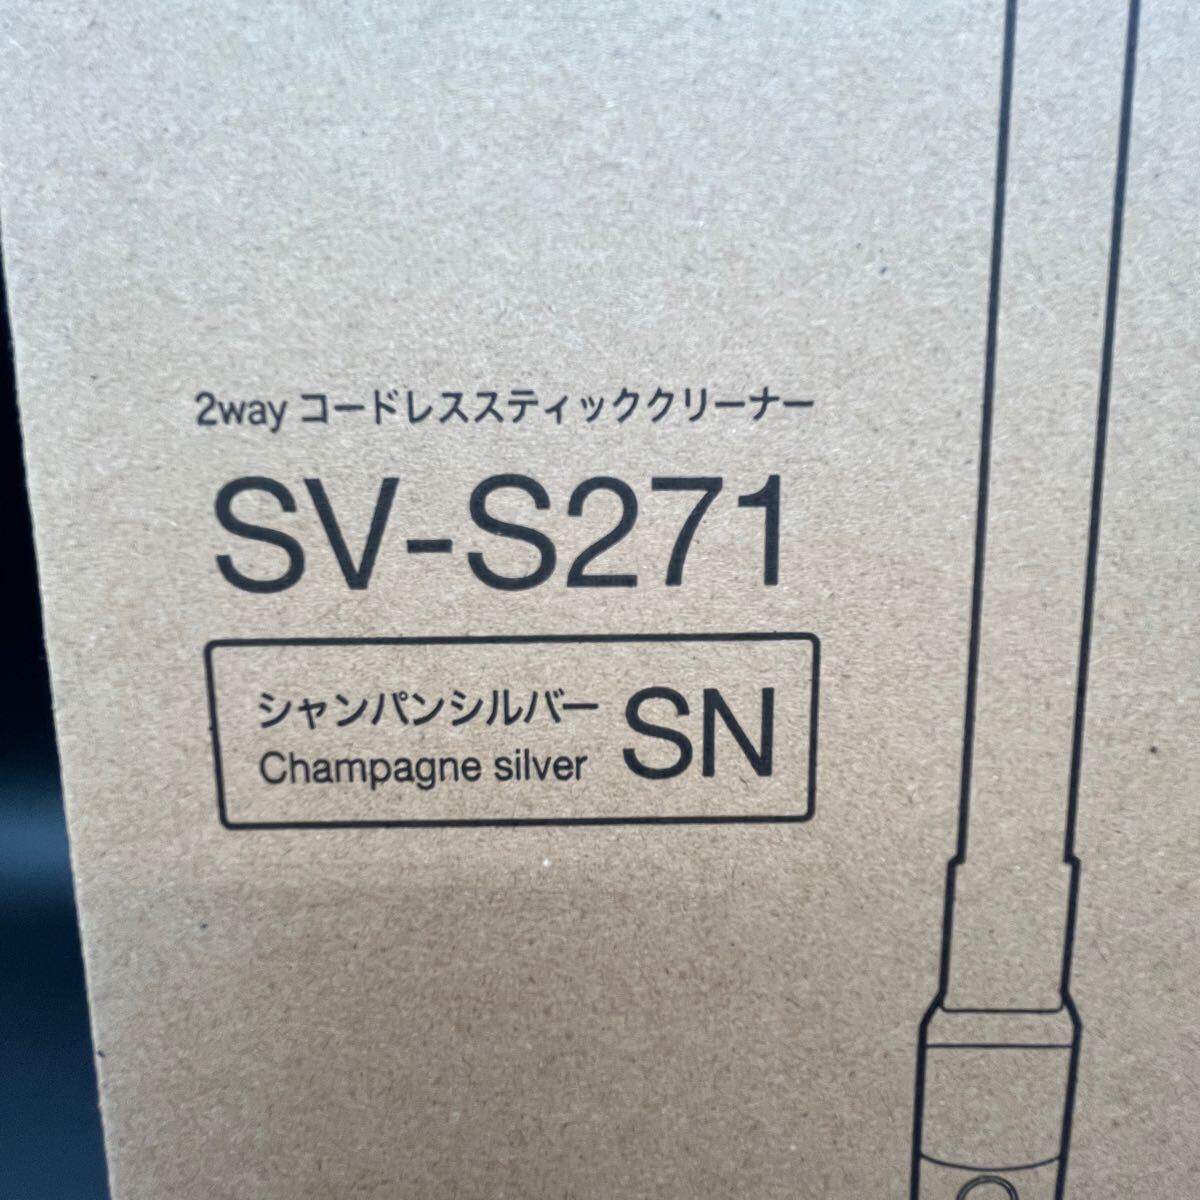 2way コードレススティッククリーナー
SV-S271
シャンパンシルバー
Champagne silver
SN